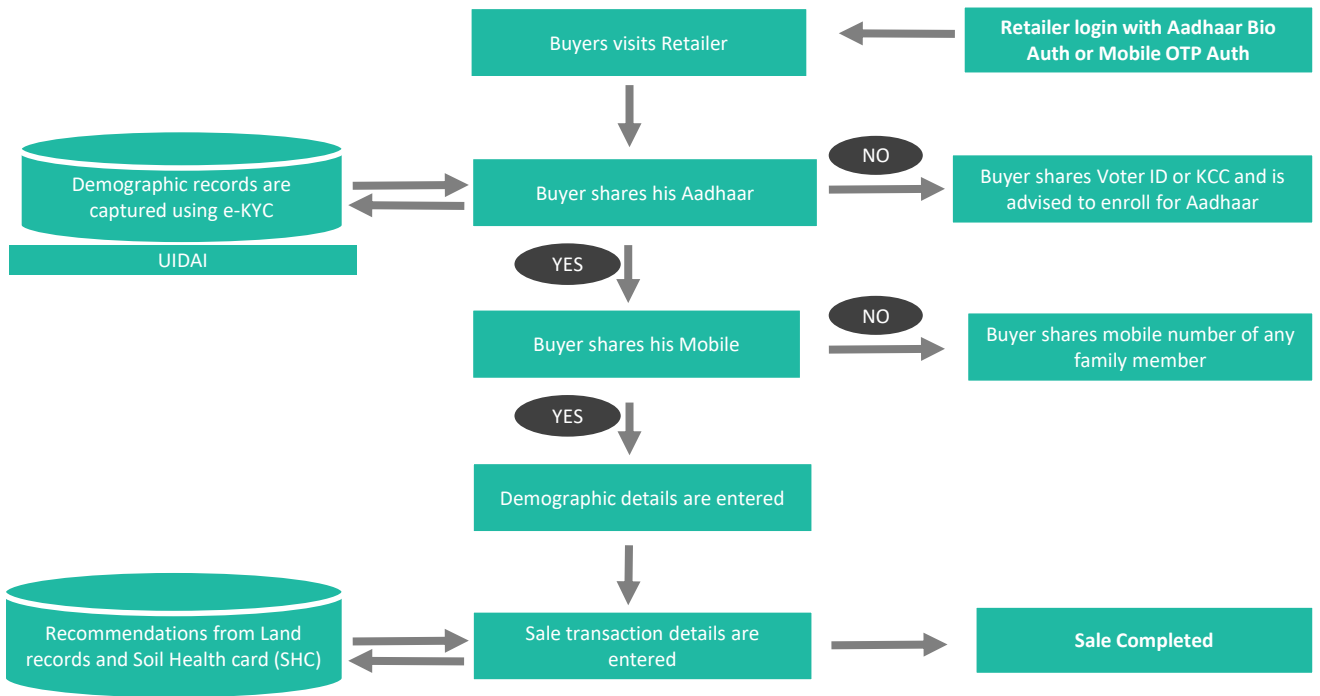 Buyers visits Retailer
Retailer login with Aadhaar Bio
Auth or Mobile OTP Auth
Demographic records are
captured using e-KYC
UIDAI
Buyer shares his Aadhaar
NO
Buyer shares Voter ID or KCC and is
advised to enroll for Aadhaar
YES
Buyer shares his Mobile
NO
Buyer shares mobile number of any
family member
YES
Demographic details are entered
Recommendations from Land
records and Soil Health card (SHC)
Sale transaction details are
entered
Sale Completed